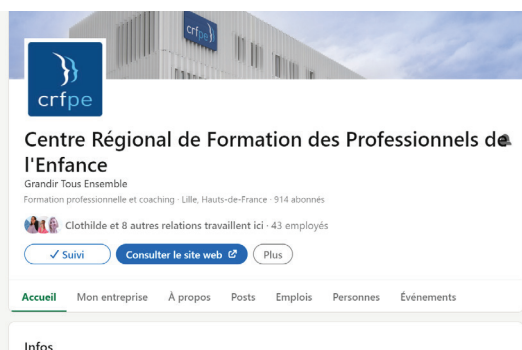 crfpe
crfpe
Centre Régional de Formation des Professionnels de
l'Enfance
Grandir Tous Ensemble
Formation professionnelle et coaching · Lille, Hauts-de-France · 914 abonnés
Clothilde et 8 autres relations travaillent ici · 43 employés
✓ Suivi Consulter le site web Plus
Accueil Mon entreprise À propos Posts Emplois Personnes Événements
Infos